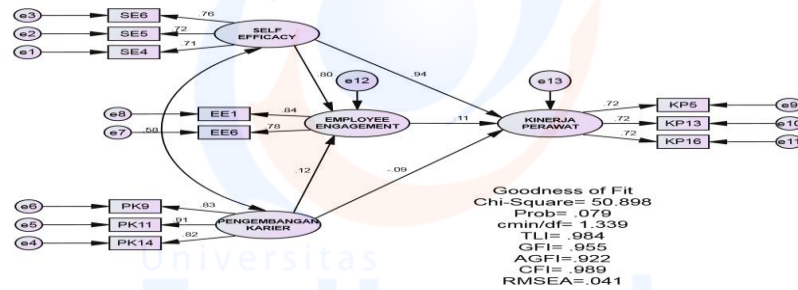 e3 SE6 .76
e2 SE5 .72
e1 SE4 .71
SELF
EFFICACY
.80
.94
e12
e13
e8 EE1 .84
e7 EE6 .78
.58
EMPLOYEE
ENGAGEMENT
.11
KINERJA
PERAWAT
.72 KP5 e9
.72 KP13 e10
.72 KP16 e11
.12
-.09
e6 PK9 .83
e5 PK11 .91
e4 PK14 .82
PENGEMBANGAN
KARIER
Goodness of Fit
Chi-Square= 50.898
Prob= .079
cmin/df= 1.339
TLI= .984
GFI= .955
AGFI=.922
CFI= .989
RMSEA=.041
Universitas